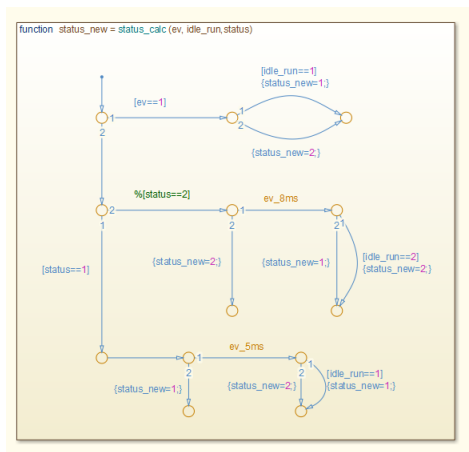 function status_new = status_calc (ev, idle_run,status)
[idle_run==1]
{status_new=1;}
[ev==1]
1
1
2
2
{status_new=2;}
%[status==2]
ev_8ms
2
1
1
2
2
1
[status==1]
{status_new=2;}
{status_new=1;}
[idle_run==2]
{status_new=2;}
ev_5ms
1
1
2
2
{status_new=1;}
{status_new=2;}
[idle_run==1]
{status_new=1;}